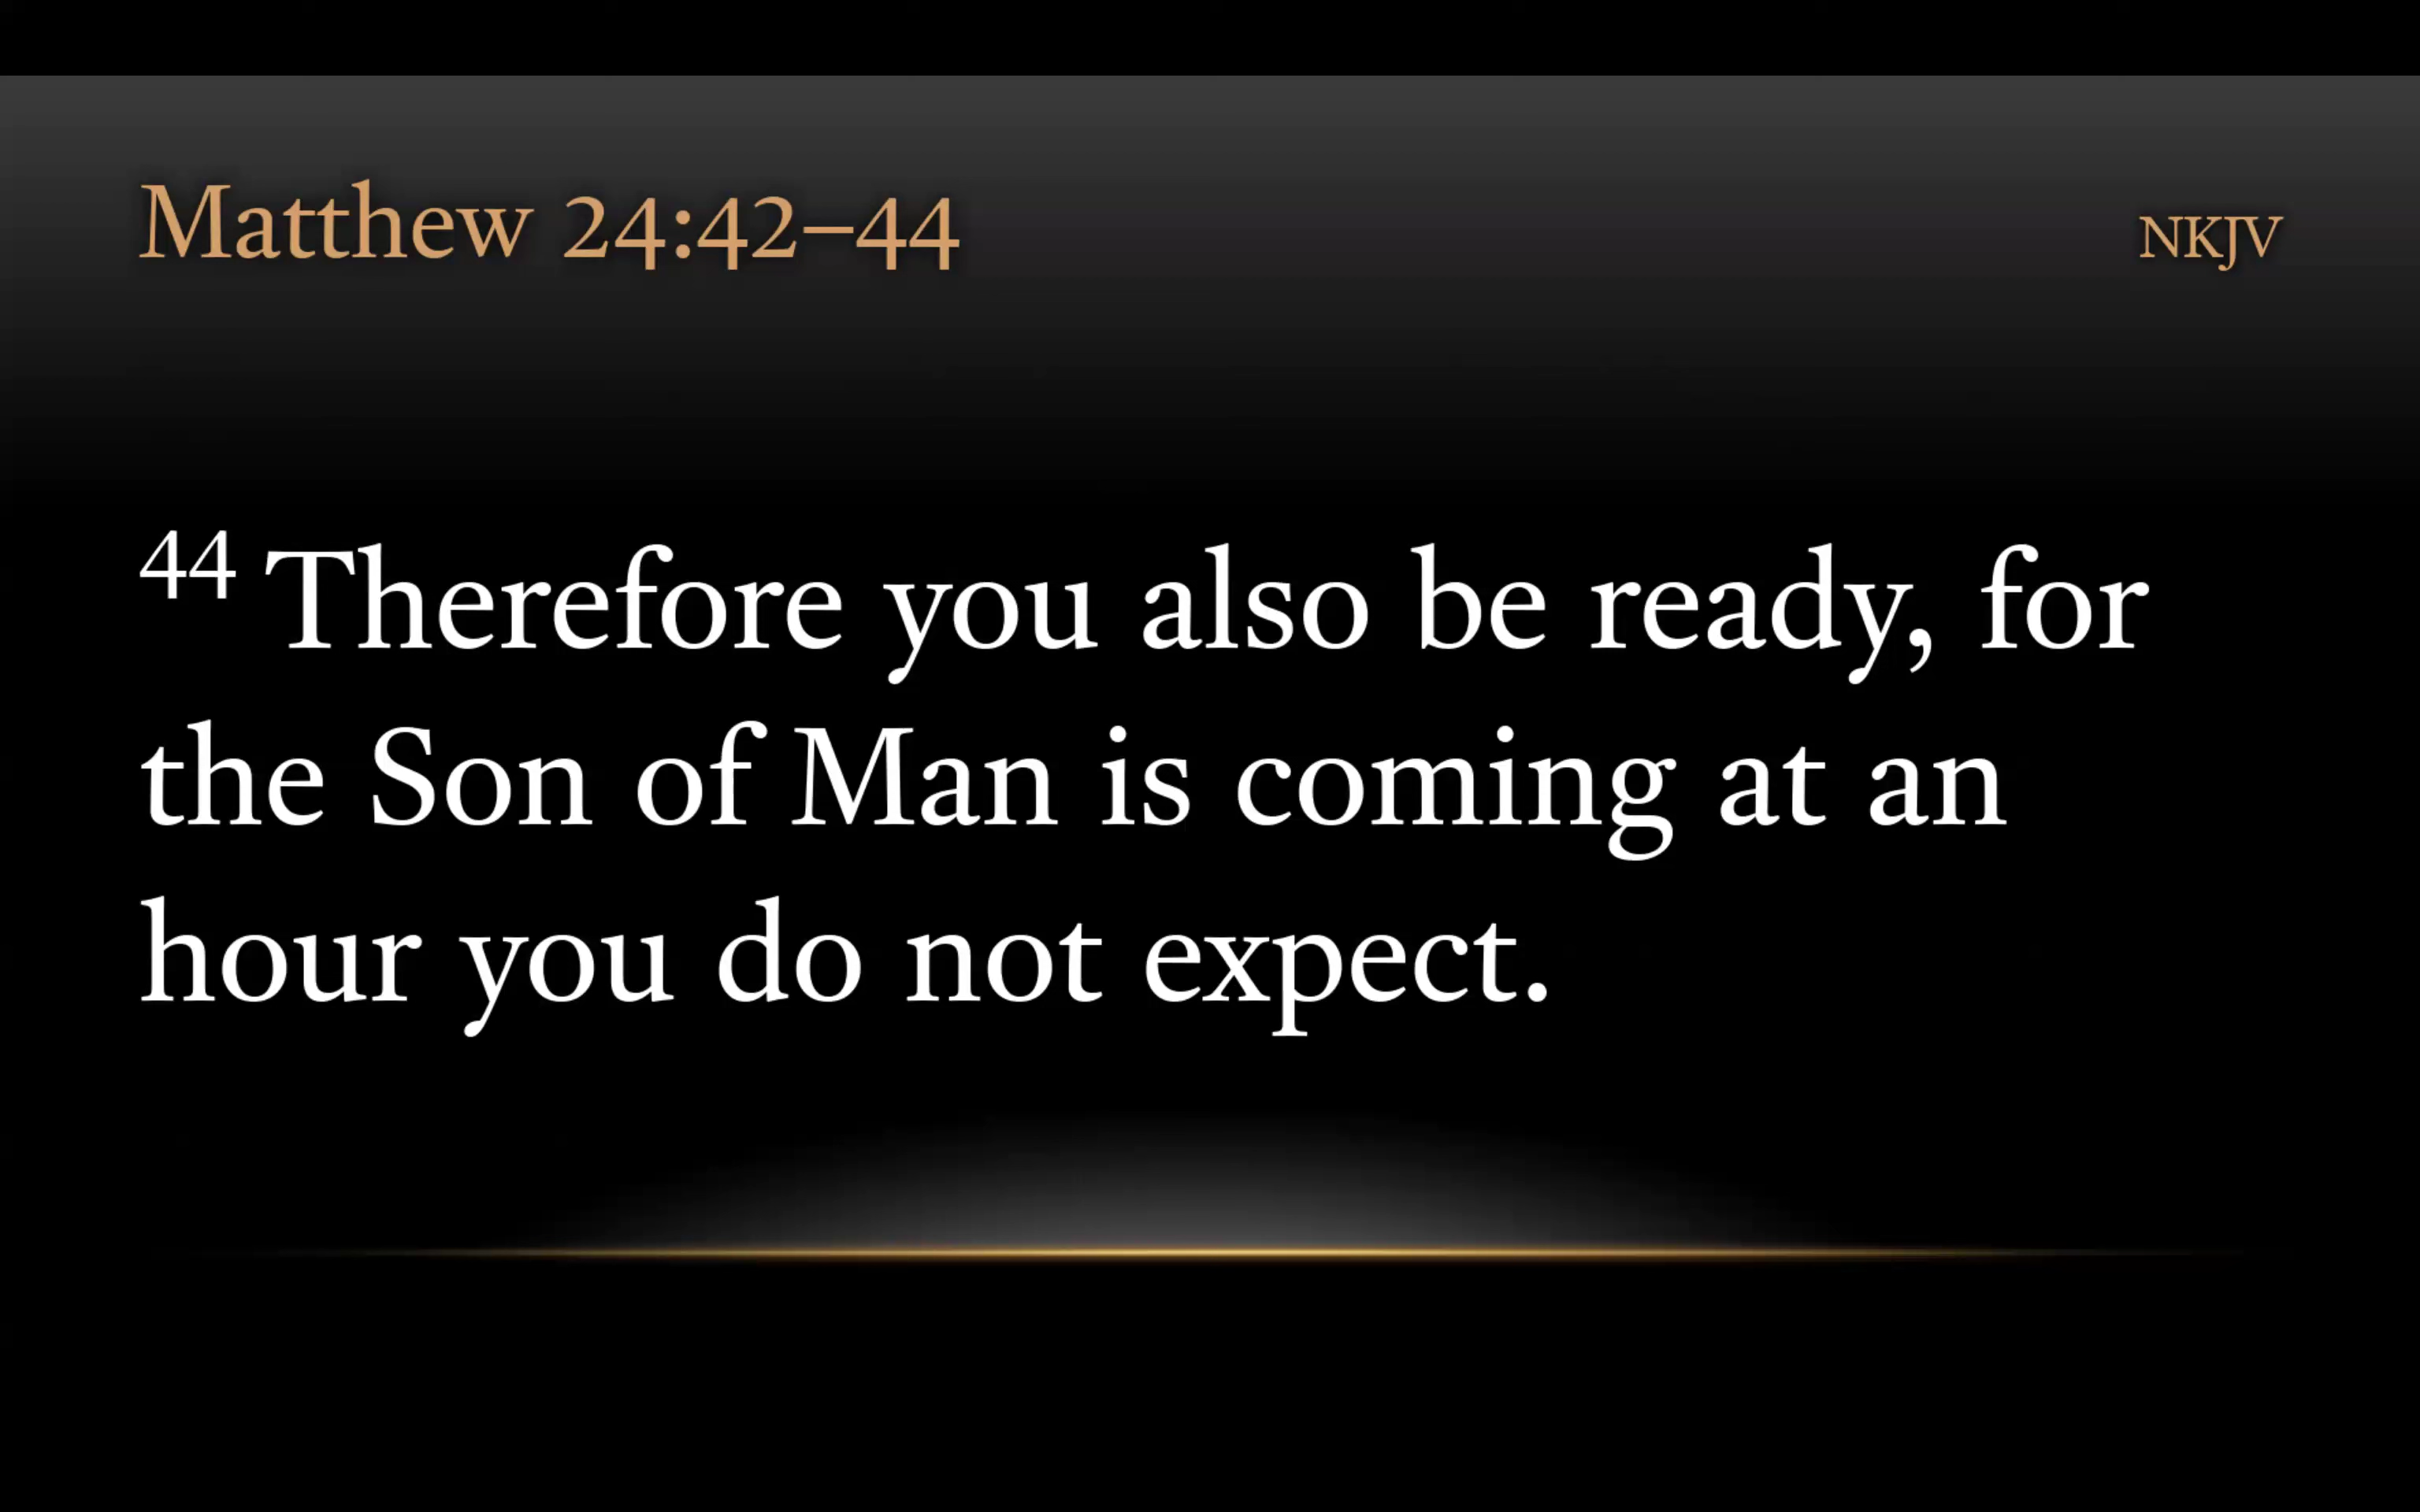 Matthew 24:42–44
NKJV
44 Therefore you also be ready, for
the Son of Man is coming at an
hour you do not expect.